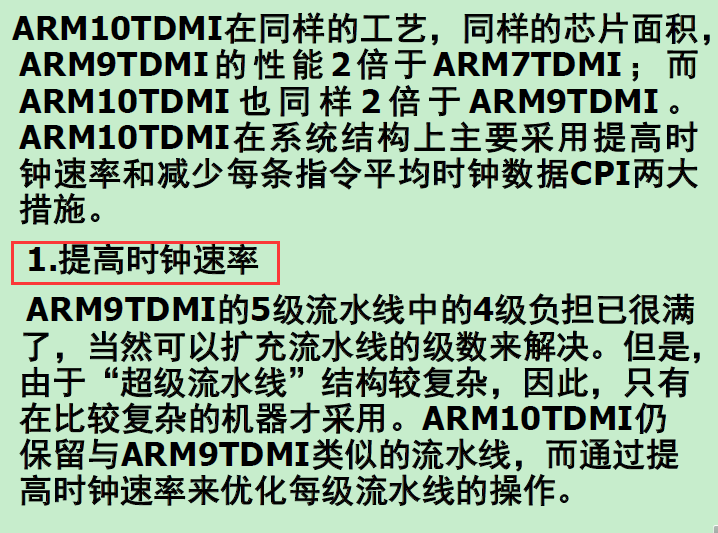 ARM10TDMI在同样的工艺，同样的芯片面积，
ARM9TDMI的性能2倍于ARM7TDMI；而
ARM10TDMI也同样2倍于ARM9TDMI。
ARM10TDMI在系统结构上主要采用提高时
钟速率和减少每条指令平均时钟数据CPI两大
措施。
1.提高时钟速率
ARM9TDMI的5级流水线中的4级负担已很满
了，当然可以扩充流水线的级数来解决。但是，
由于“超级流水线”结构较复杂，因此，只有
在比较复杂的机器才采用。ARM10TDMI仍
保留与ARM9TDMI类似的流水线，而通过提
高时钟速率来优化每级流水线的操作。